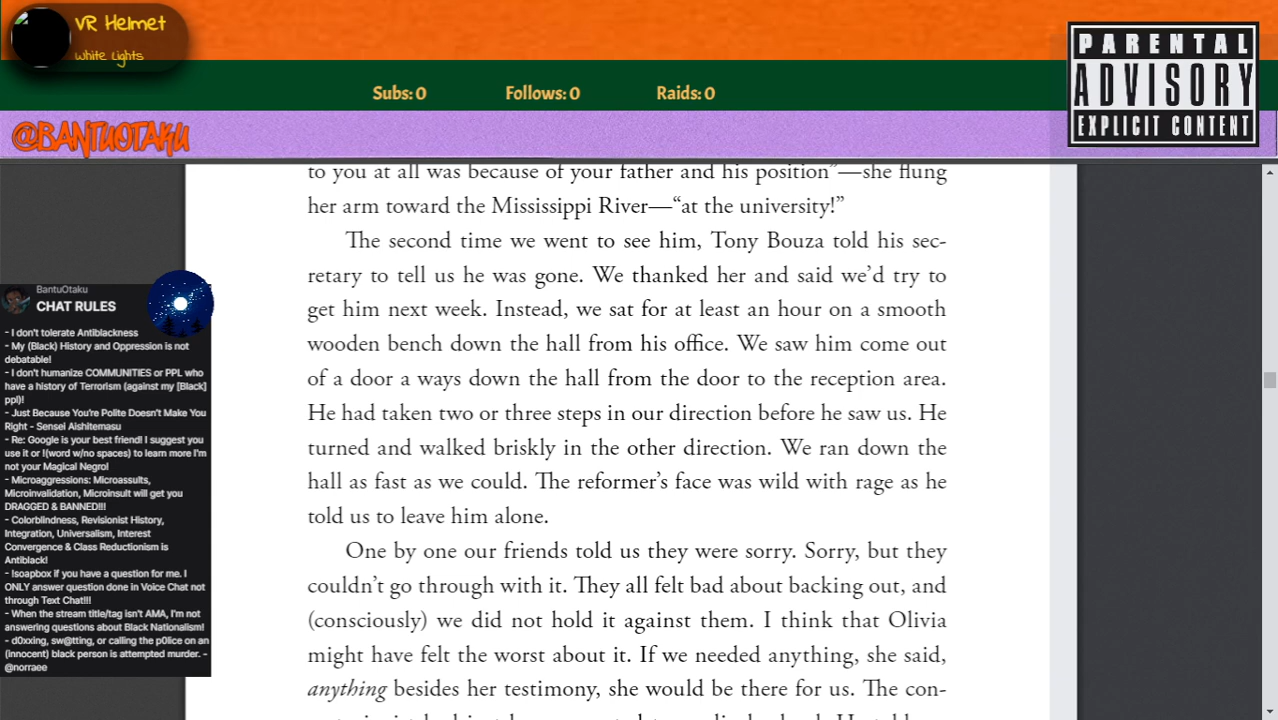 VR Helmet
White Lights
PARENTAL
ADVISORY
EXPLICIT CONTENT
Subs: 0
Follows: 0
Raids: 0
@BANTUOTAKU
to you at all was because of your father and his position”—she flung
her arm toward the Mississippi River—“at the university!”
The second time we went to see him, Tony Bouza told his sec-
retary to tell us he was gone. We thanked her and said we’d try to
get him next week. Instead, we sat for at least an hour on a smooth
wooden bench down the hall from his office. We saw him come out
of a door a ways down the hall from the door to the reception area.
He had taken two or three steps in our direction before he saw us. He
turned and walked briskly in the other direction. We ran down the
hall as fast as we could. The reformer’s face was wild with rage as he
told us to leave him alone.
One by one our friends told us they were sorry. Sorry, but they
couldn’t go through with it. They all felt bad about backing out, and
(consciously) we did not hold it against them. I think that Olivia
might have felt the worst about it. If we needed anything, she said,
anything besides her testimony, she would be there for us. The con-
BantuOtaku
CHAT RULES
- I don't tolerate Antiblackness
- My (Black) History and Oppression is not
debatable!
- I don't humanize COMMUNITIES or PPL who
have a history of Terrorism (against my [Black]
ppl)!
- Just Because You're Polite Doesn't Make You
Right - Sensei Aishitemasu
- Re: Google is your best friend! I suggest you
use it or !(word w/no spaces) to learn more I'm
not your Magical Negro!
- Microaggressions: Microassults,
Microinvalidation, Microinsult will get you
DRAGGED & BANNED!!!
- Colorblindness, Revisionist History,
Integration, Universalism, Interest
Convergence & Class Reductionism is
Antiblack!
- !soapbox if you have a question for me. I
ONLY answer question done in Voice Chat not
through Text Chat!!!
- When the stream title/tag isn't AMA, I'm not
answering questions about Black Nationalism!
- d0xxing, sw@tting, or calling the p0lice on an
(innocent) black person is attempted murder. -
@norraee